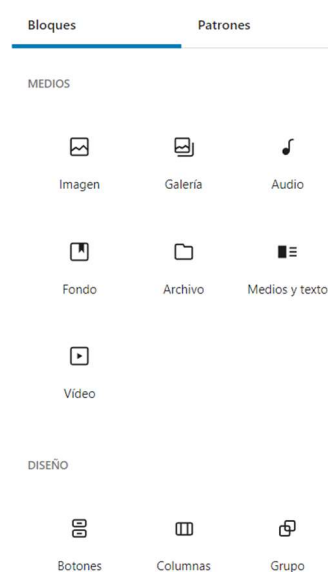 Bloques Patrones
MEDIOS
Imagen Galería Audio
Fondo Archivo Medios y texto
Vídeo
DISEÑO
Botones Columnas Grupo